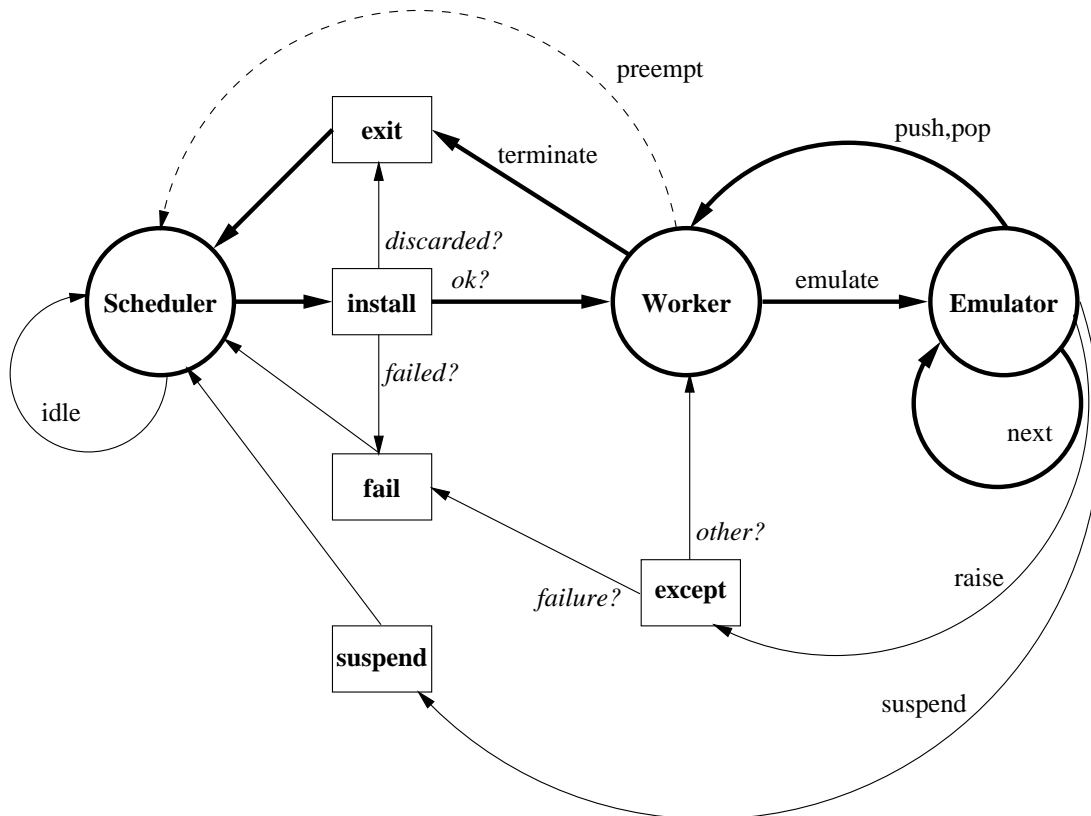 preempt
exit
push,pop
terminate
discarded?
Scheduler
install
ok?
Worker
emulate
Emulator
failed?
idle
next
fail
other?
raise
except
failure?
suspend
suspend